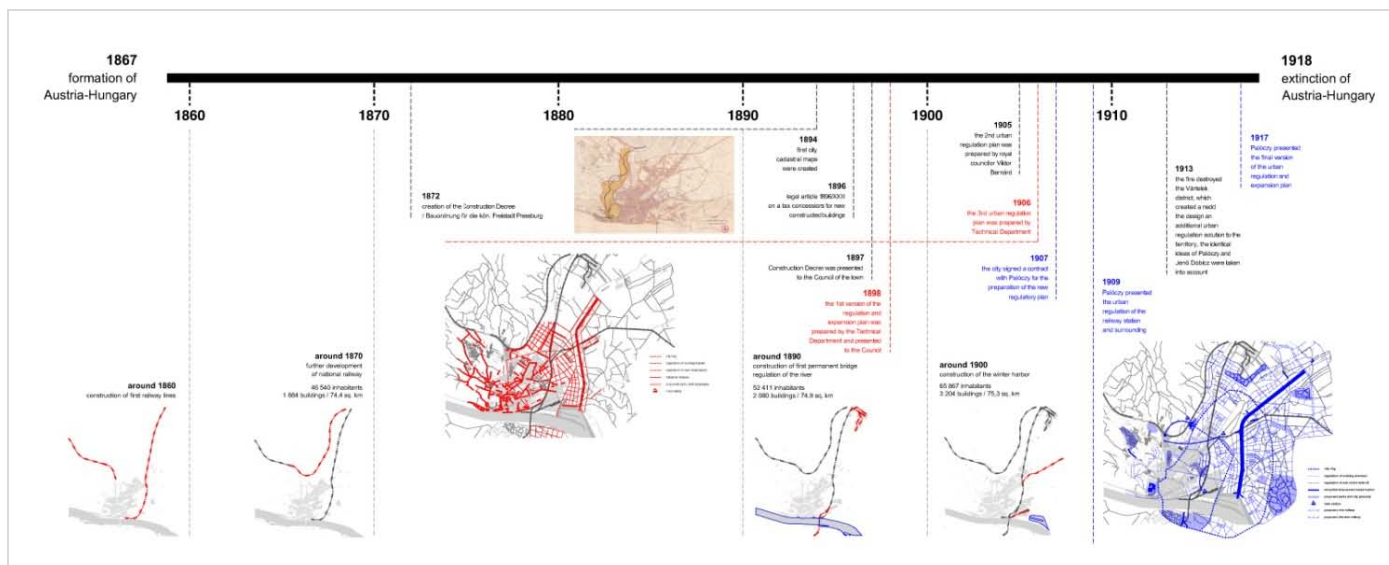 1867
formation of
Austria-Hungary
1918
extinction of
Austria-Hungary
1860
1870
1880
1890
1900
1910
1872
creation of the Construction Decree
/ Bauordnung für die kön. Freistadt Pressburg
1894
first city
cadastral maps
were created
1896
legal article 1896/XXII
on a tax concession for new
constructed buildings
1897
Construction Decree was presented
to the Council of the town
1898
the 1st version of the
regulation and
expansion plan was
prepared by the Technical
Department and presented
to the Council
1905
the 2nd urban
regulation plan was
prepared by royal
councilor Viktor
Bernárd
1906
the 3rd urban regulation
plan was prepared by
Technical Department
1907
the city signed a contract
with Palóczy for the
preparation of the new
regulatory plan
1909
Palóczy presented
the urban
regulation of the
railway station
and surrounding
1913
the fire destroyed
the Vártelek
district, which
created a nedd
the design an
additional urban
regulation solution to the
territory, the identical
ideas of Palóczy and
Jenő Dobicz were taken
into account
1917
Palóczy presented
the final version
of the urban
regulation and
expansion plan
around 1860
construction of first railway lines
around 1870
further development
of national railway
46 540 inhabitants
1 884 buildings / 74,4 sq. km
around 1890
construction of first permanent bridge
regulation of the river
52 411 inhabitants
2 980 buildings / 74,9 sq. km
around 1900
construction of the winter harbor
65 867 inhabitants
3 204 buildings / 75,3 sq. km